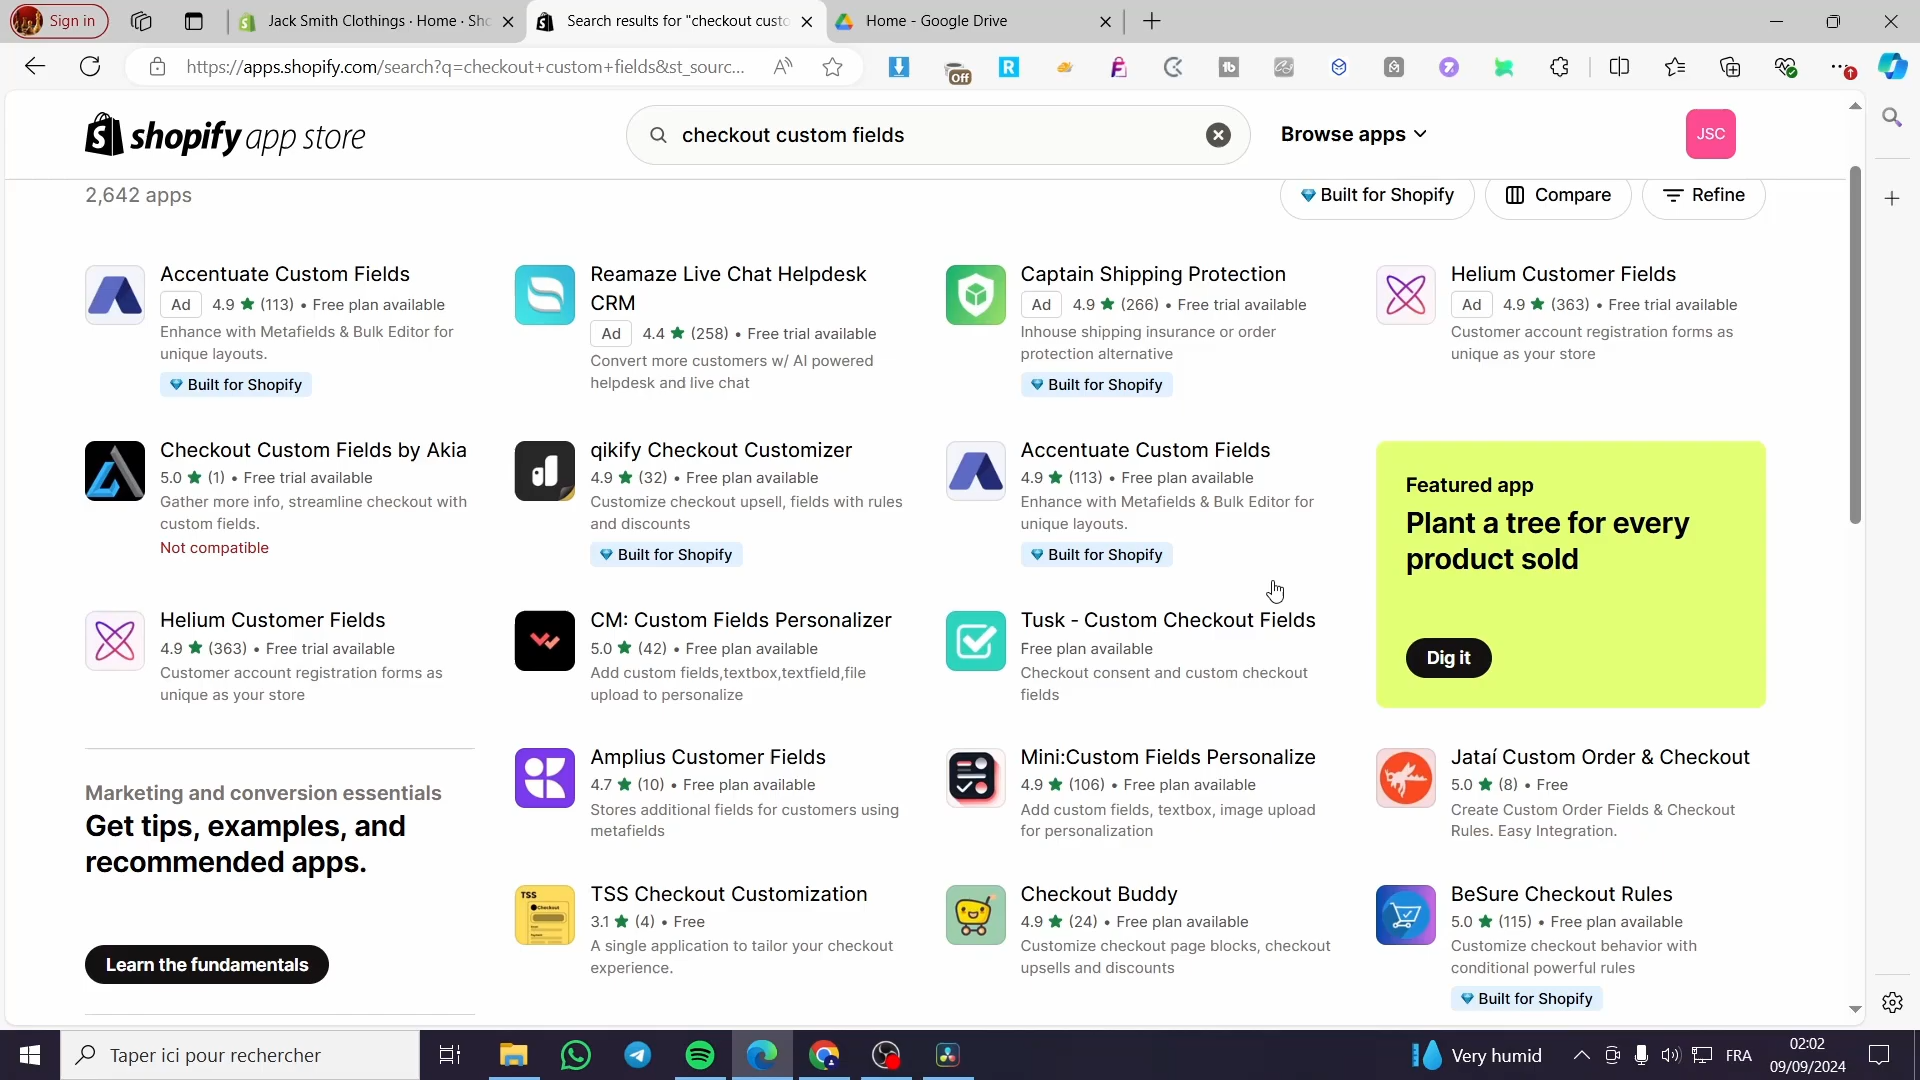 Sign in
Jack Smith Clothings · Home · Sho
Search results for "checkout custo
Home - Google Drive
https://apps.shopify.com/search?q=checkout+custom+fields&st_sourc...
Off
shopify app store
checkout custom fields
Browse apps
JSC
2,642 apps
Built for Shopify
Compare
Refine
Accentuate Custom Fields
Ad 4.9 ★ (113) • Free plan available
Enhance with Metafields & Bulk Editor for
unique layouts.
Built for Shopify
Reamaze Live Chat Helpdesk
CRM
Ad 4.4 ★ (258) • Free trial available
Convert more customers w/ AI powered
helpdesk and live chat
Captain Shipping Protection
Ad 4.9 ★ (266) • Free trial available
Inhouse shipping insurance or order
protection alternative
Built for Shopify
Helium Customer Fields
Ad 4.9 ★ (363) • Free trial available
Customer account registration forms as
unique as your store
Checkout Custom Fields by Akia
5.0 ★ (1) • Free trial available
Gather more info, streamline checkout with
custom fields.
Not compatible
qikify Checkout Customizer
4.9 ★ (32) • Free plan available
Customize checkout upsell, fields with rules
and discounts
Built for Shopify
Accentuate Custom Fields
4.9 ★ (113) • Free plan available
Enhance with Metafields & Bulk Editor for
unique layouts.
Built for Shopify
Featured app
Plant a tree for every
product sold
Dig it
Helium Customer Fields
4.9 ★ (363) • Free trial available
Customer account registration forms as
unique as your store
CM: Custom Fields Personalizer
5.0 ★ (42) • Free plan available
Add custom fields,textbox,textfield,file
upload to personalize
Tusk - Custom Checkout Fields
Free plan available
Checkout consent and custom checkout
fields
Marketing and conversion essentials
Get tips, examples, and
recommended apps.
Learn the fundamentals
Amplius Customer Fields
4.7 ★ (10) • Free plan available
Stores additional fields for customers using
metafields
Mini:Custom Fields Personalize
4.9 ★ (106) • Free plan available
Add custom fields, textbox, image upload
for personalization
Jataí Custom Order & Checkout
5.0 ★ (8) • Free
Create Custom Order Fields & Checkout
Rules. Easy Integration.
TSS
Checkout
TSS Checkout Customization
3.1 ★ (4) • Free
A single application to tailor your checkout
experience.
Checkout Buddy
4.9 ★ (24) • Free plan available
Customize checkout page blocks, checkout
upsells and discounts
BeSure Checkout Rules
5.0 ★ (115) • Free plan available
Customize checkout behavior with
conditional powerful rules
Built for Shopify
Taper ici pour rechercher
Very humid
FRA
02:02
09/09/2024